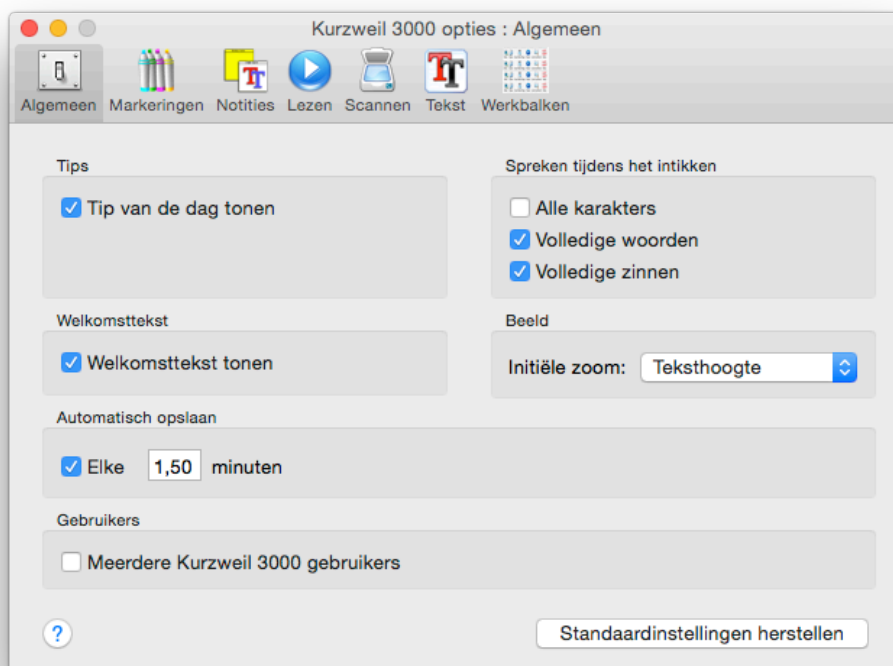 Kurzweil 3000 opties : Algemeen
Algemeen Markeringen Notities Lezen Scannen Tekst Werkbalken
Tips
Tip van de dag tonen
Spreken tijdens het intikken
Alle karakters
Volledige woorden
Volledige zinnen
Welkomsttekst
Welkomsttekst tonen
Beeld
Initiële zoom: Teksthoogte
Automatisch opslaan
Elke 1,50 minuten
Gebruikers
Meerdere Kurzweil 3000 gebruikers
? Standaardinstellingen herstellen